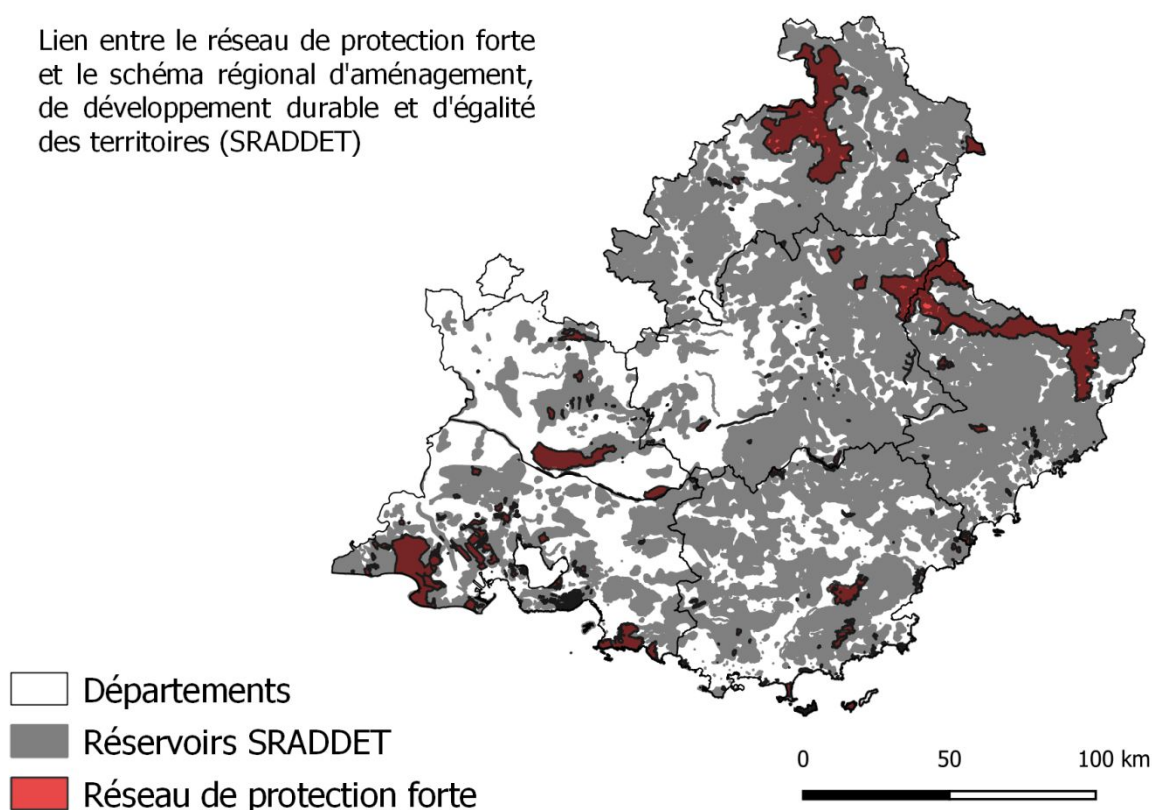 Lien entre le réseau de protection forte
et le schéma régional d'aménagement,
de développement durable et d'égalité
des territoires (SRADDET)
Départements
Réservoirs SRADDET
Réseau de protection forte
0 50 100 km